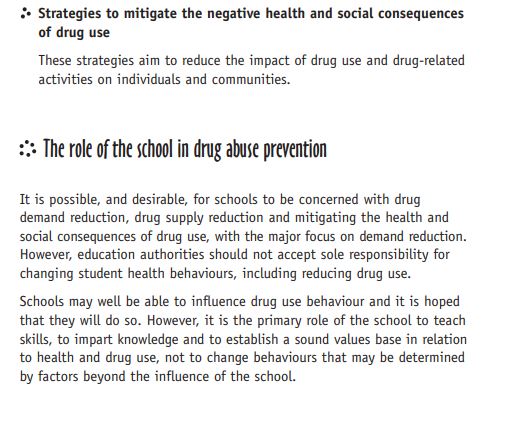 Strategies to mitigate the negative health and social consequences
of drug use
These strategies aim to reduce the impact of drug use and drug-related
activities on individuals and communities.
The role of the school in drug abuse prevention
It is possible, and desirable, for schools to be concerned with drug
demand reduction, drug supply reduction and mitigating the health and
social consequences of drug use, with the major focus on demand reduction.
However, education authorities should not accept sole responsibility for
changing student health behaviours, including reducing drug use.
Schools may well be able to influence drug use behaviour and it is hoped
that they will do so. However, it is the primary role of the school to teach
skills, to impart knowledge and to establish a sound values base in relation
to health and drug use, not to change behaviours that may be determined
by factors beyond the influence of the school.